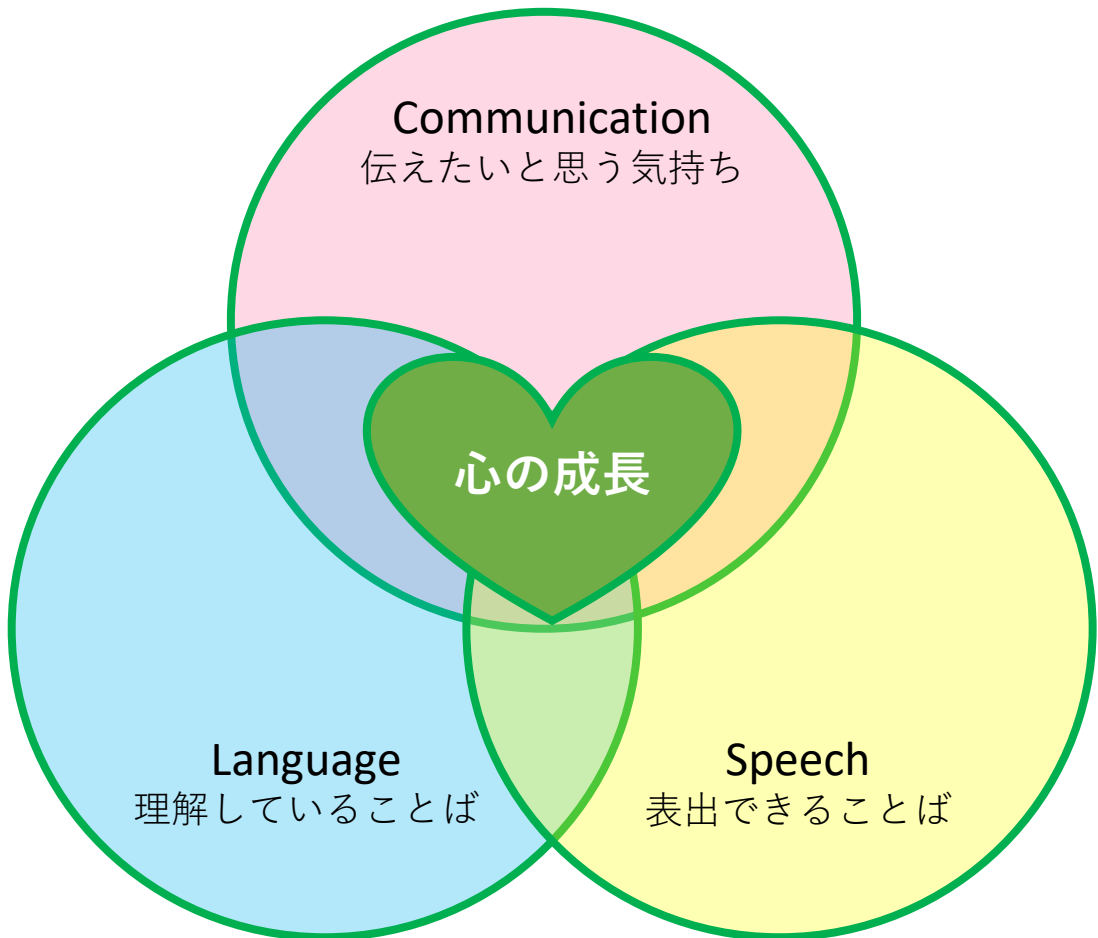 Communication
伝えたいと思う気持ち
心の成長
Language
理解していることば
Speech
表出できることば